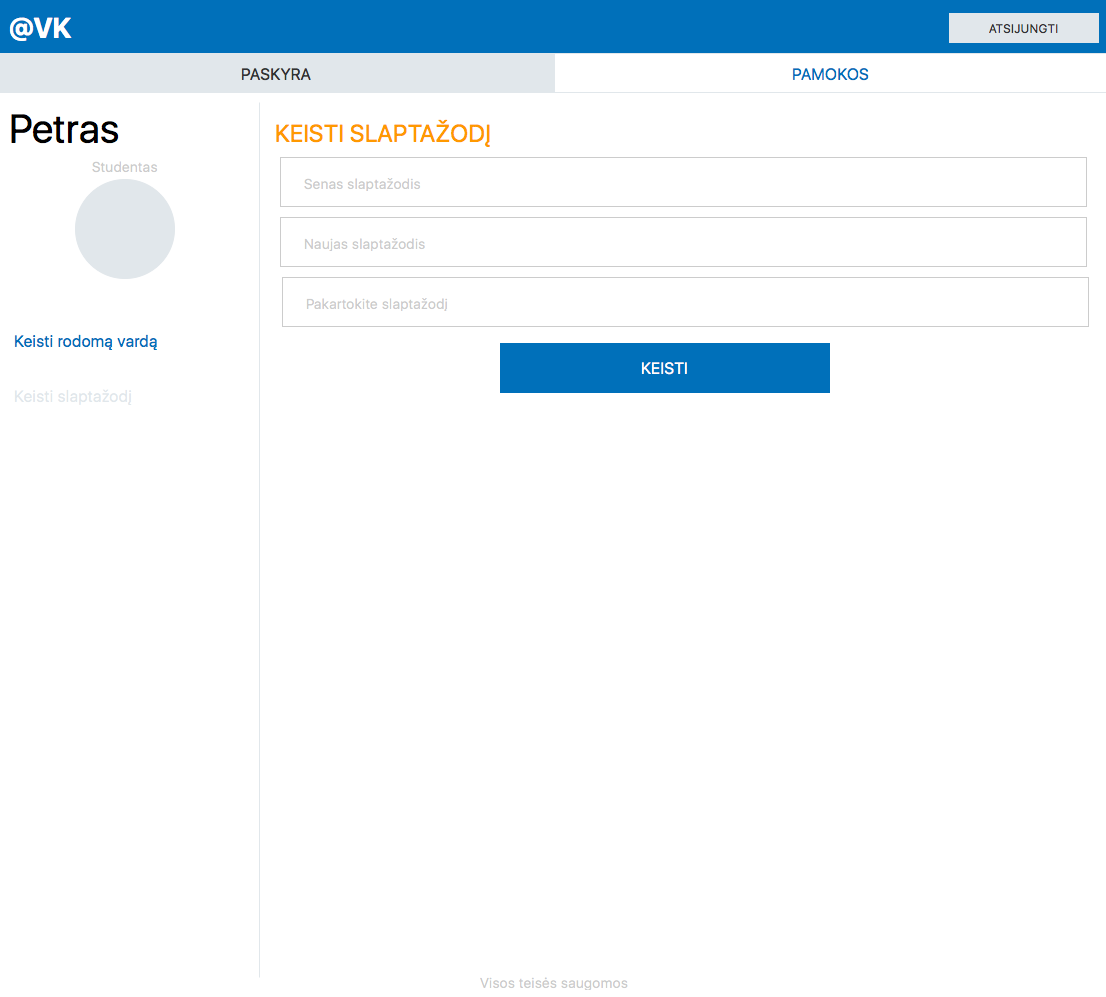 @VK
ATSIJUNGTI
PASKYRA
PAMOKOS
Petras
Studentas
Keisti rodomą vardą
Keisti slaptažodį
KEISTI SLAPTAŽODĮ
Senas slaptažodis
Naujas slaptažodis
Pakartokite slaptažodį
KEISTI
Visos teisės saugomos